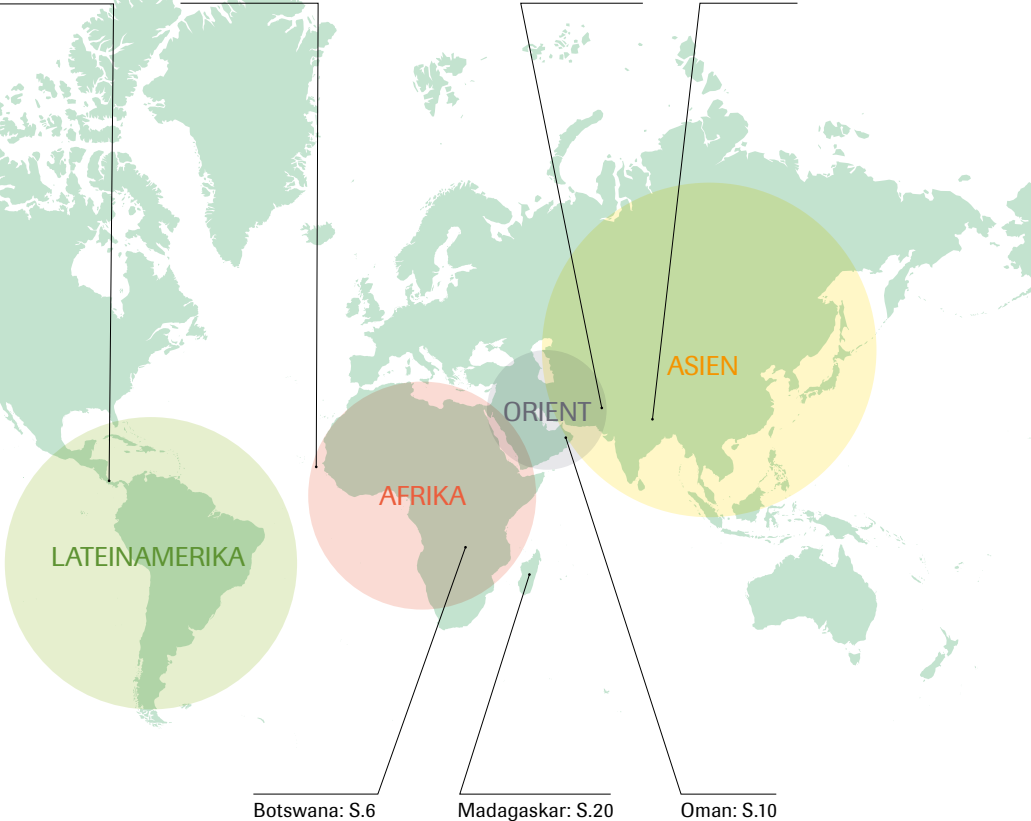 ASIEN
ORIENT
AFRIKA
LATEINAMERIKA
Botswana: S.6
Madagaskar: S.20
Oman: S.10